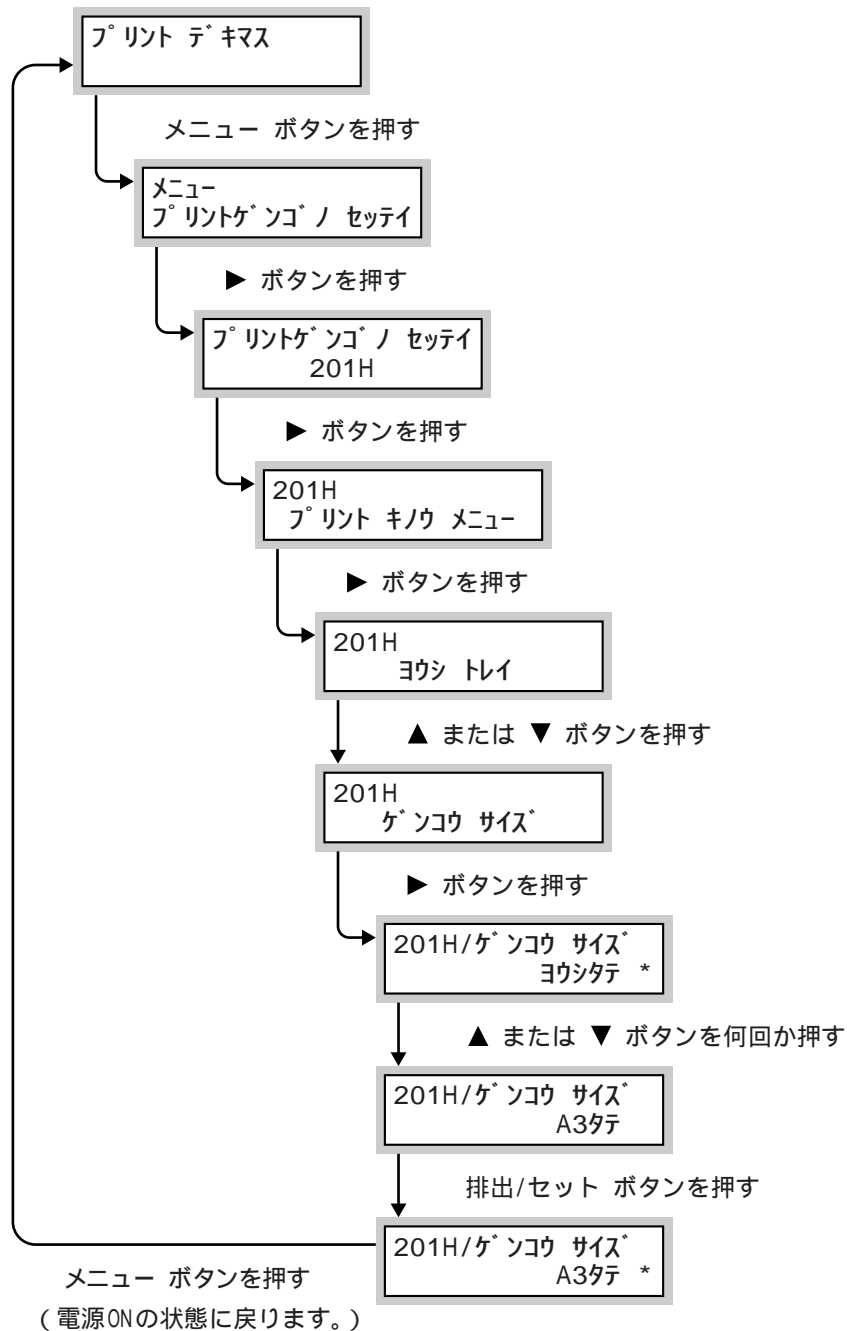 ﾌﾟﾘﾝﾄ ﾃﾞｷﾏｽ
メニュー ボタンを押す
ﾒﾆｭｰ
ﾌﾟﾘﾝﾄｹﾞﾝｺﾞﾉ ｾｯﾃｲ
▶ ボタンを押す
ﾌﾟﾘﾝﾄｹﾞﾝｺﾞﾉ ｾｯﾃｲ
201H
▶ ボタンを押す
201H
ﾌﾟﾘﾝﾄ ｷﾉｳ ﾒﾆｭｰ
▶ ボタンを押す
201H
ﾖｳｼ ﾄﾚｲ
▲ または ▼ ボタンを押す
201H
ｹﾞﾝｺｳ ｻｲｽﾞ
▶ ボタンを押す
201H/ｹﾞﾝｺｳ ｻｲｽﾞ
ﾖｳｼﾀﾃ *
▲ または ▼ ボタンを何回か押す
201H/ｹﾞﾝｺｳ ｻｲｽﾞ
A3ﾀﾃ
排出/セット ボタンを押す
201H/ｹﾞﾝｺｳ ｻｲｽﾞ
A3ﾀﾃ *
メニュー ボタンを押す
(電源ONの状態に戻ります。)